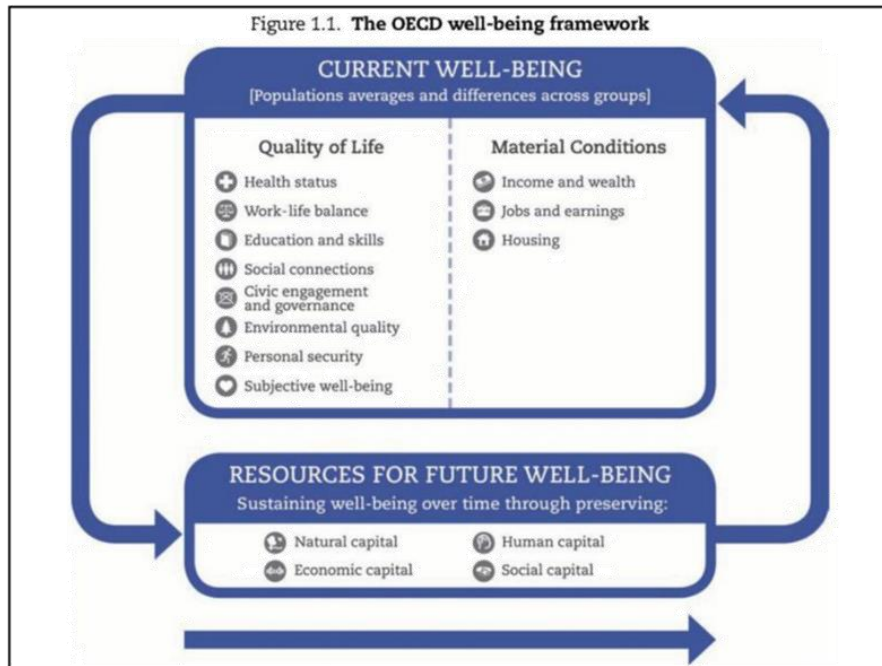 Figure 1.1. The OECD well-being framework
CURRENT WELL-BEING
[Populations averages and differences across groups]
Quality of Life
Health status
Work-life balance
Education and skills
Social connections
Civic engagement
and governance
Environmental quality
Personal security
Subjective well-being
Material Conditions
Income and wealth
Jobs and earnings
Housing
RESOURCES FOR FUTURE WELL-BEING
Sustaining well-being over time through preserving:
Natural capital
Economic capital
Human capital
Social capital